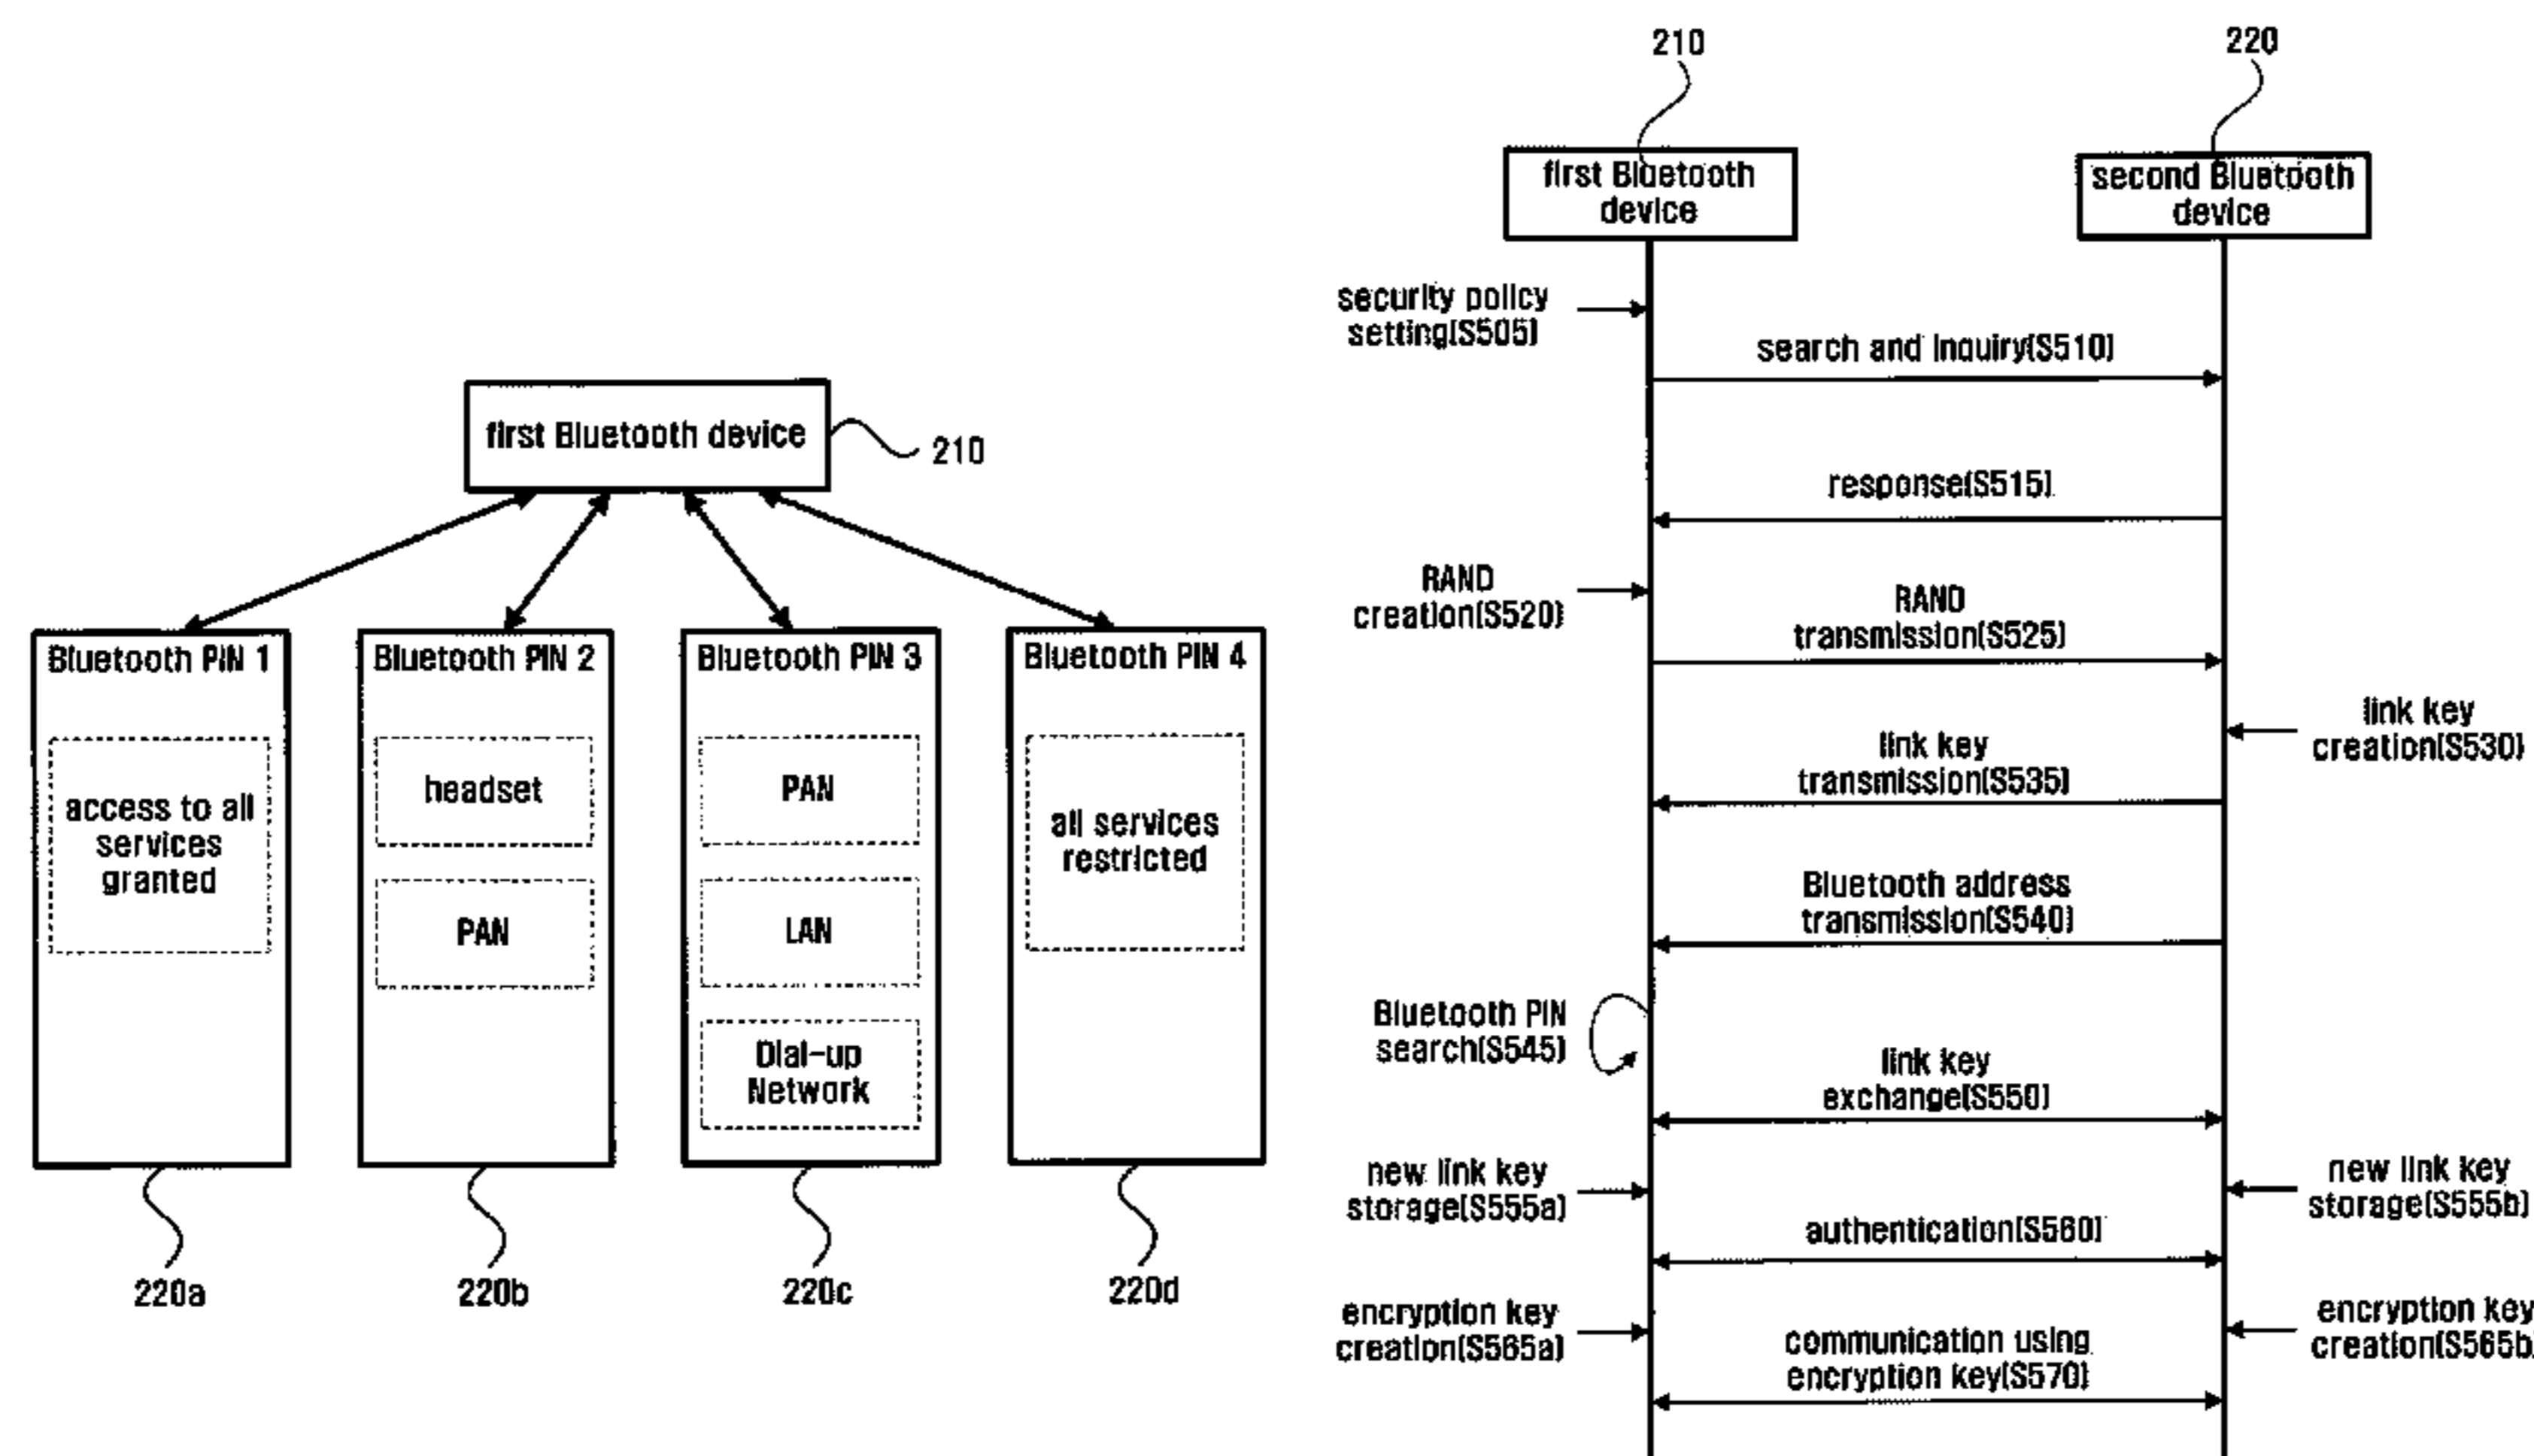 first Bluetooth device
210
Bluetooth PIN 1
access to all
services
granted
220a
Bluetooth PIN 2
headset
PAN
220b
Bluetooth PIN 3
PAN
LAN
Dial-up
Network
220c
Bluetooth PIN 4
all services
restricted
220d
210
220
first Bluetooth
device
second Bluetooth
device
security policy
setting(S505)
search and inquiry(S510)
response(S515)
RAND
creation(S520)
RAND
transmission(S525)
link key
creation(S530)
link key
transmission(S535)
Bluetooth address
transmission(S540)
Bluetooth PIN
search(S545)
link key
exchange(S550)
new link key
storage(S555a)
new link key
storage(S555b)
authentication(S560)
encryption key
creation(S565a)
encryption key
creation(S565b
communication using
encryption key(S570)